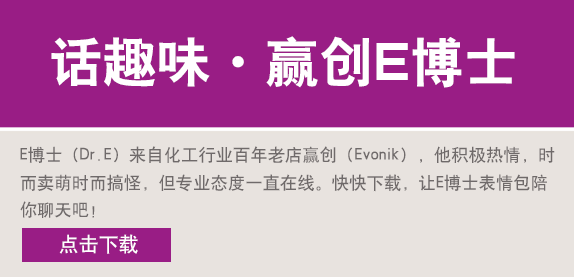 话趣味·赢创E博士
E博士（Dr.E）来自化工行业百年老店赢创（Evonik），他积极热情，时
而卖萌时而搞怪，但专业态度一直在线。快快下载，让E博士表情包陪
你聊天吧！
点击下载